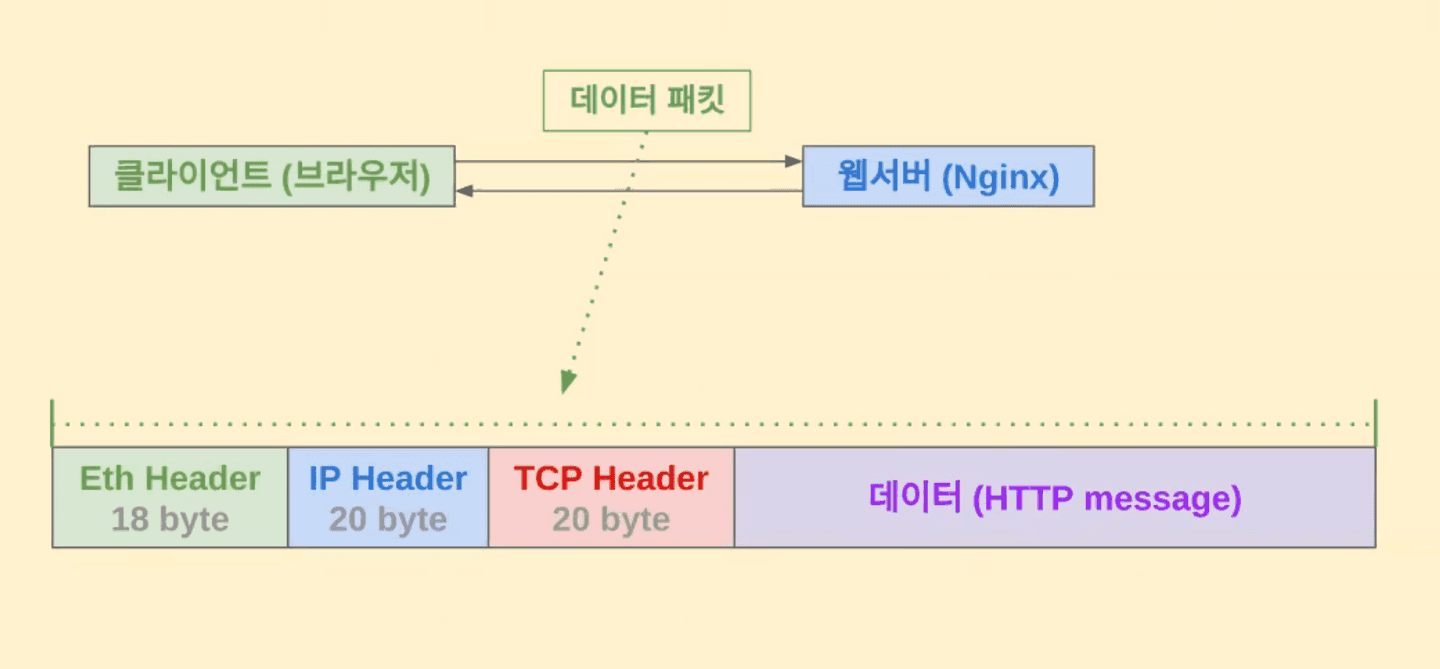 데이터 패킷
클라이언트 (브라우저)
웹서버 (Nginx)
Eth Header
18 byte
IP Header
20 byte
TCP Header
20 byte
데이터 (HTTP message)